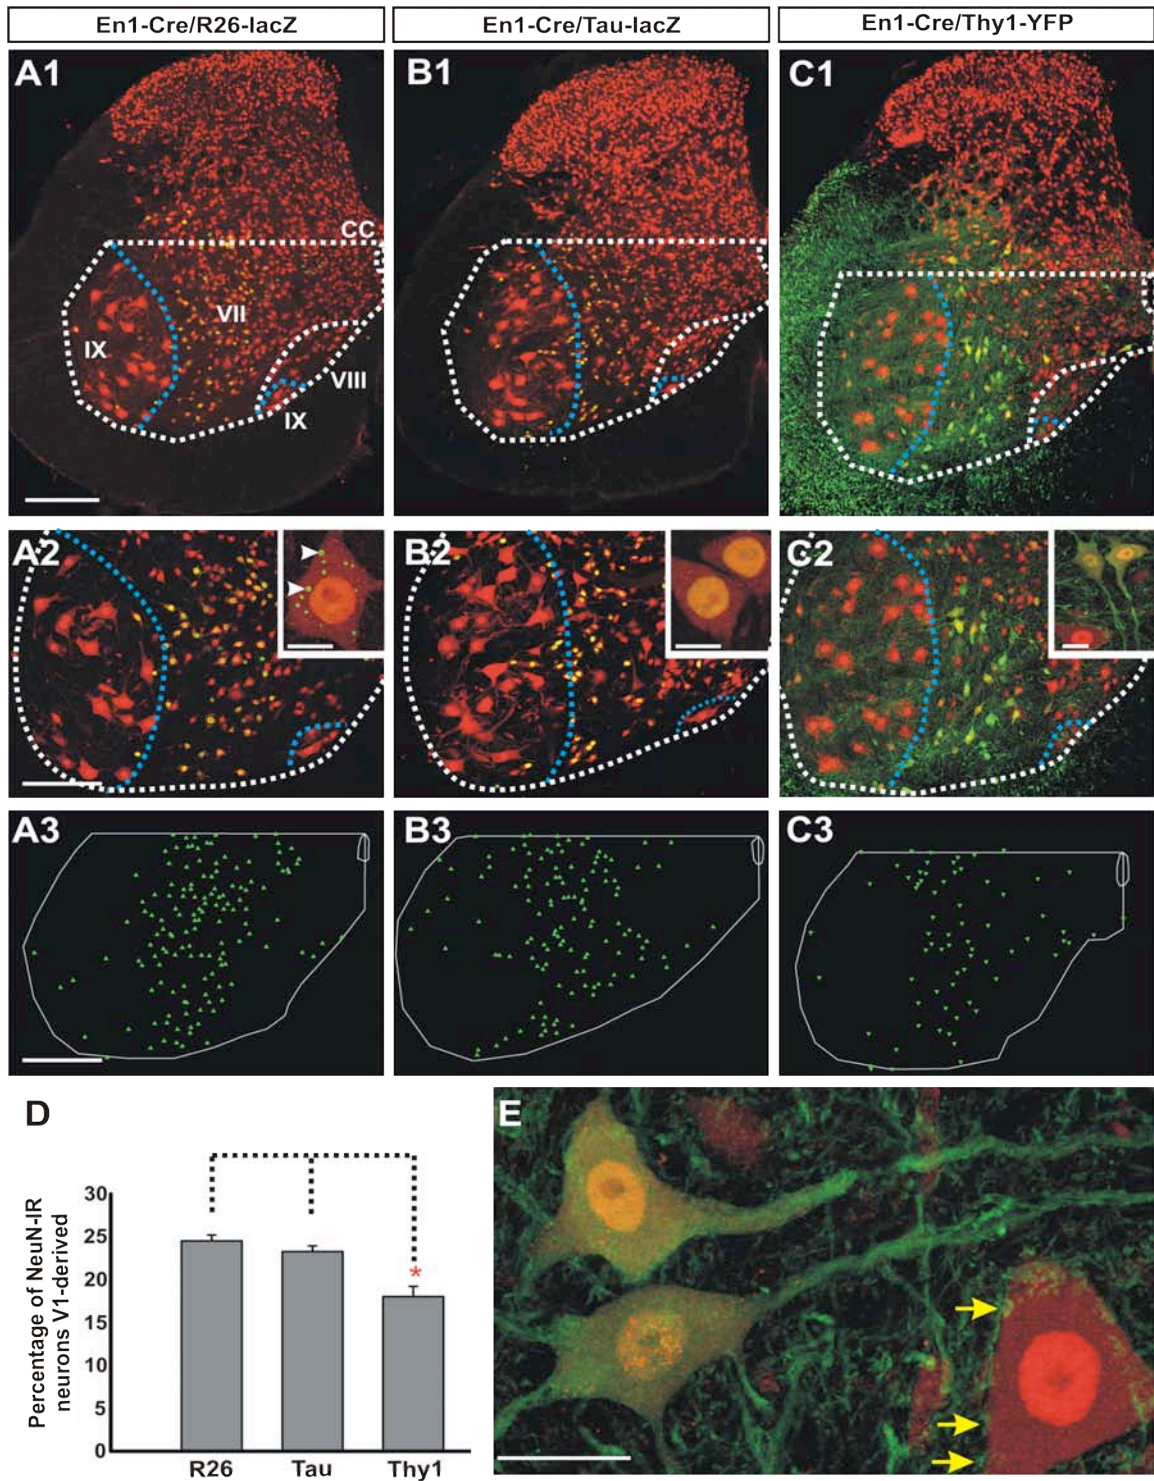 En1-Cre/R26-lacZ
En1-Cre/Tau-lacZ
En1-Cre/Thy1-YFP
A1
B1
C1
CC
VII
IX
VIII
IX
A2
B2
C2
A3
B3
C3
D
E
Percentage of NeuN-IR
neurons V1-derived
30
25
20
15
10
5
0
*
R26
Tau
Thy1